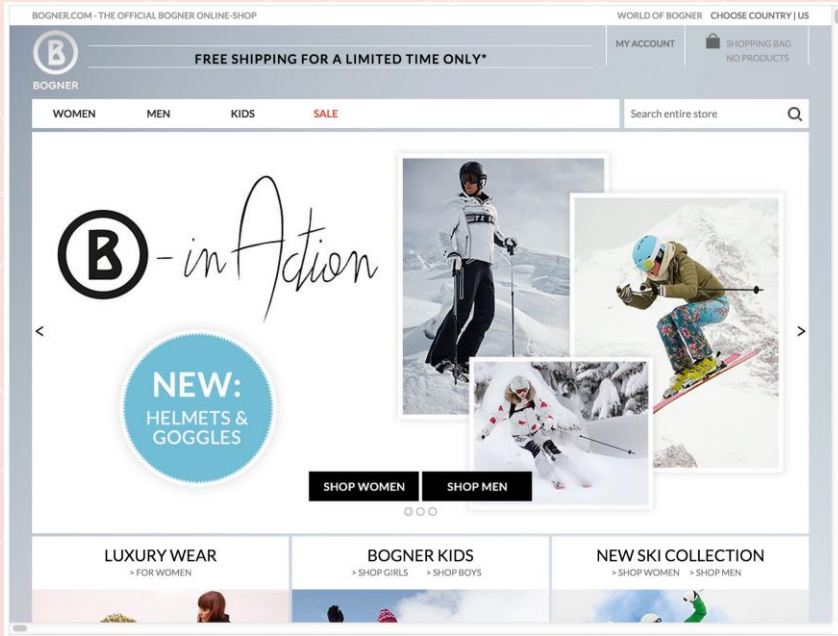 BOGNER.COM - THE OFFICIAL BOGNER ONLINE-SHOP
WORLD OF BOGNER CHOOSE COUNTRY | US
B
BOGNER
FREE SHIPPING FOR A LIMITED TIME ONLY*
MY ACCOUNT
SHOPPING BAG
NO PRODUCTS
WOMEN MEN KIDS SALE
Search entire store
B - in Action
<
>
NEW:
HELMETS &
GOGGLES
SHOP WOMEN SHOP MEN
LUXURY WEAR
> FOR WOMEN
BOGNER KIDS
> SHOP GIRLS > SHOP BOYS
NEW SKI COLLECTION
> SHOP WOMEN > SHOP MEN